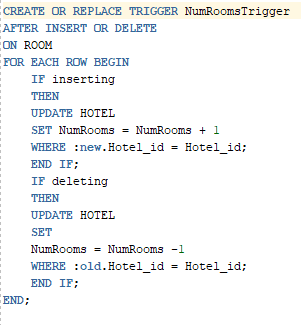 CREATE OR REPLACE TRIGGER NumRoomsTrigger
AFTER INSERT OR DELETE
ON ROOM
FOR EACH ROW BEGIN
    IF inserting
    THEN
    UPDATE HOTEL
    SET NumRooms = NumRooms + 1
    WHERE :new.Hotel_id = Hotel_id;
    END IF;
    IF deleting
    THEN
    UPDATE HOTEL
    SET
    NumRooms = NumRooms -1
    WHERE :old.Hotel_id = Hotel_id;
    END IF;
END;